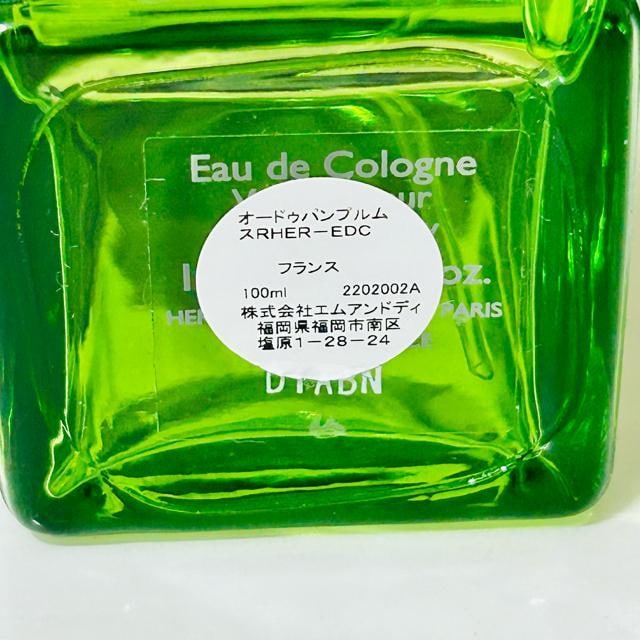 Eau de Cologne
オードゥパンプルム
スRHER－EDC
フランス
100ml 2202002A
oz.
株式会社エムアンドディ
福岡県福岡市南区
塩原1－28－24
PARIS